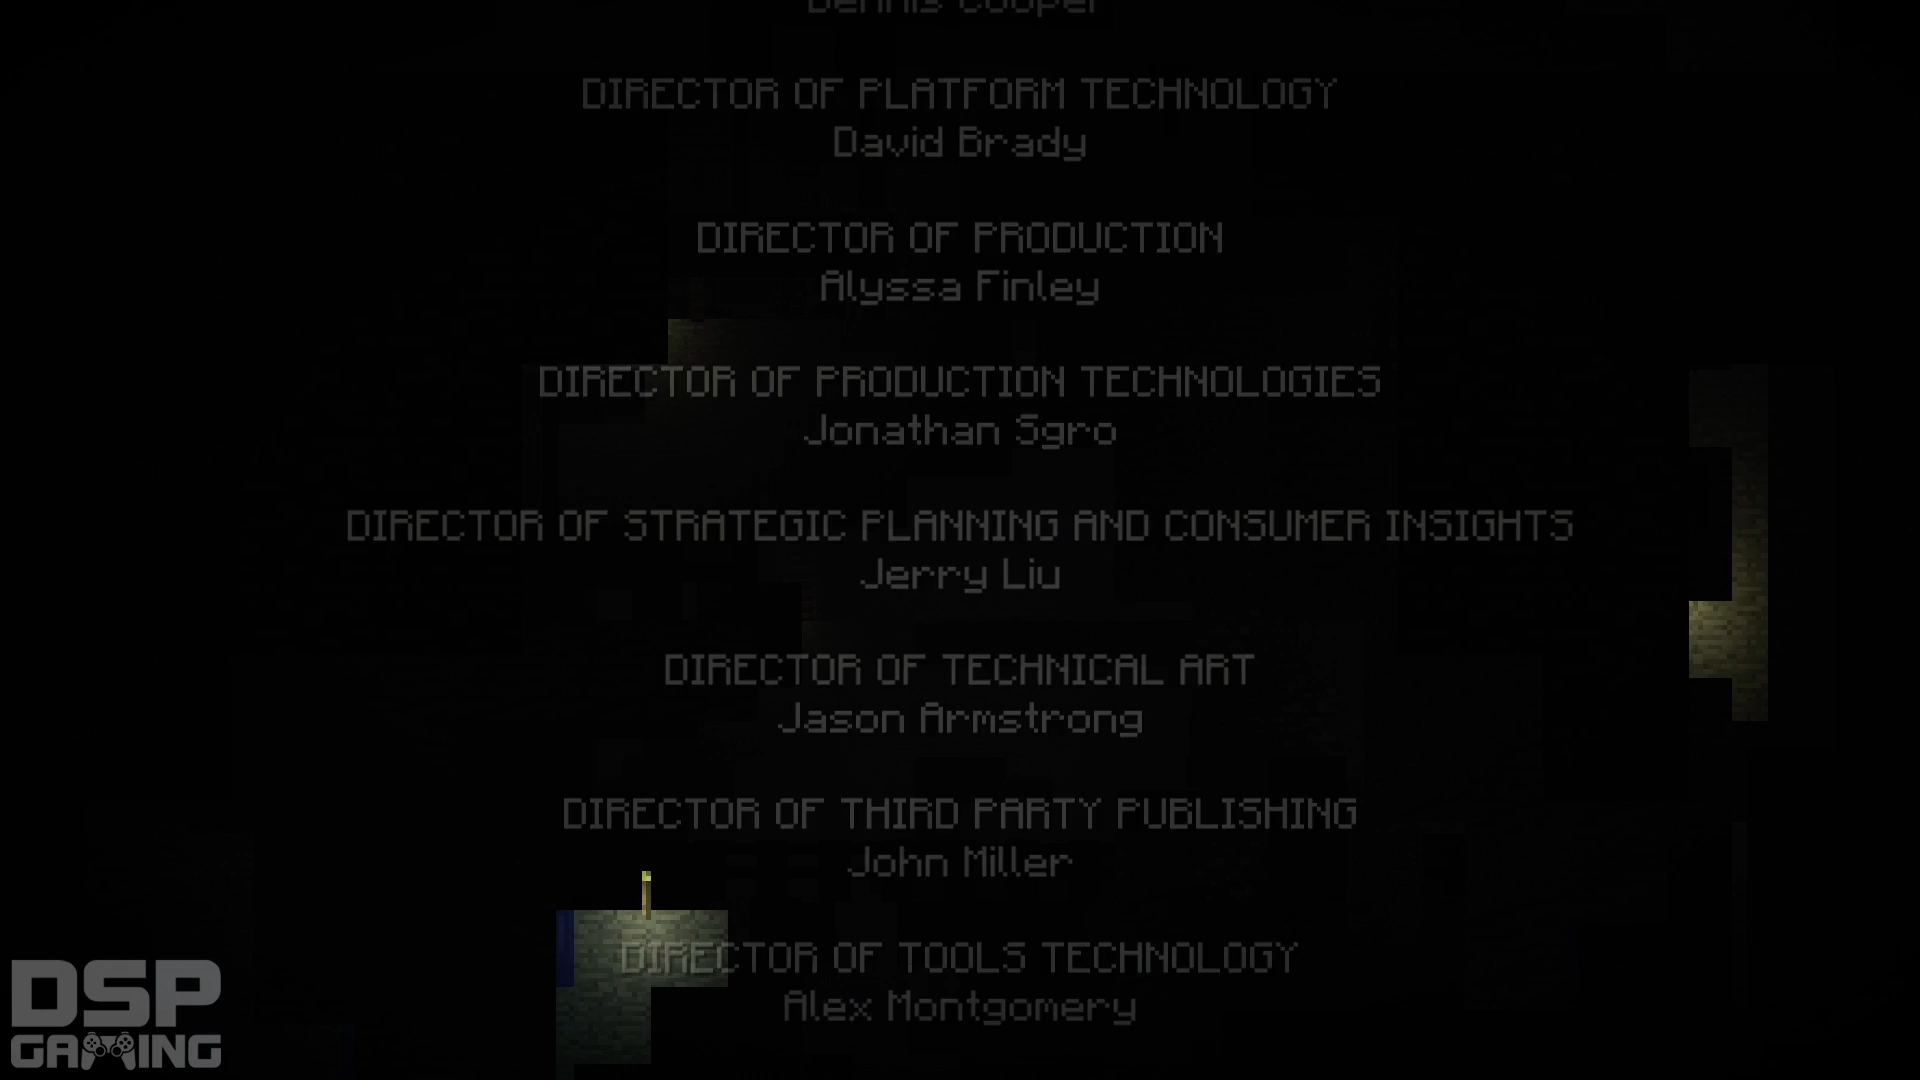 Dennis Cooper
DIRECTOR OF PLATFORM TECHNOLOGY
David Brady
DIRECTOR OF PRODUCTION
Alyssa Finley
DIRECTOR OF PRODUCTION TECHNOLOGIES
Jonathan Sgro
DIRECTOR OF STRATEGIC PLANNING AND CONSUMER INSIGHTS
Jerry Liu
DIRECTOR OF TECHNICAL ART
Jason Armstrong
DIRECTOR OF THIRD PARTY PUBLISHING
John Miller
DIRECTOR OF TOOLS TECHNOLOGY
Alex Montgomery
DSP
GAMING